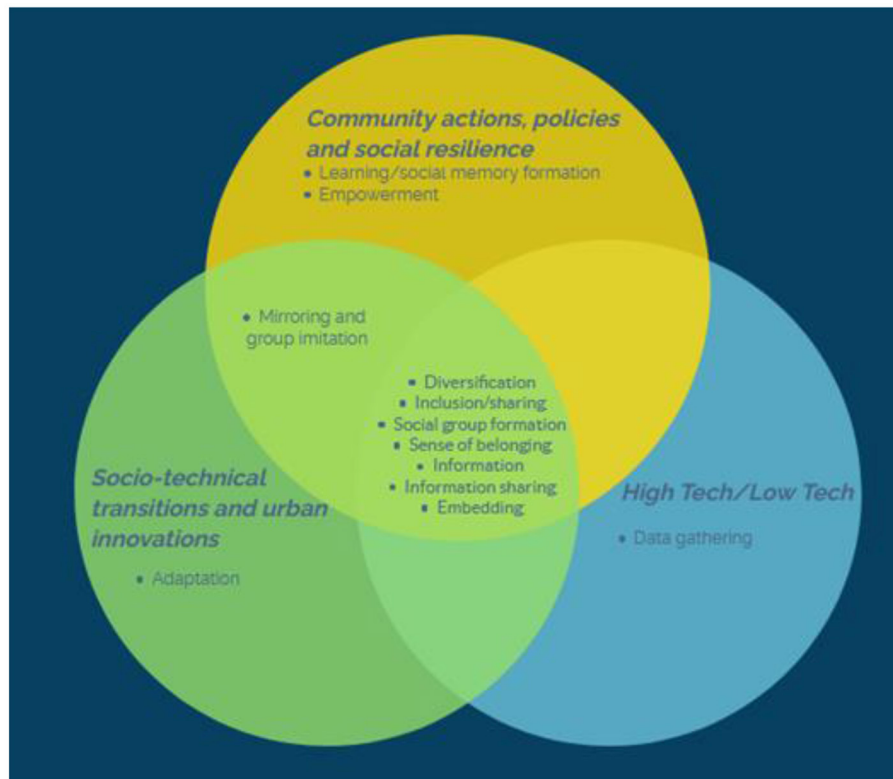 Community actions, policies
and social resilience
• Learning/social memory formation
• Empowerment
• Mirroring and
group imitation
▪ Diversification
▪ Inclusion/sharing
▪ Social group formation
▪ Sense of belonging
▪ Information
▪ Information sharing
▪ Embedding
Socio-technical
transitions and urban
innovations
• Adaptation
High Tech/Low Tech
• Data gathering